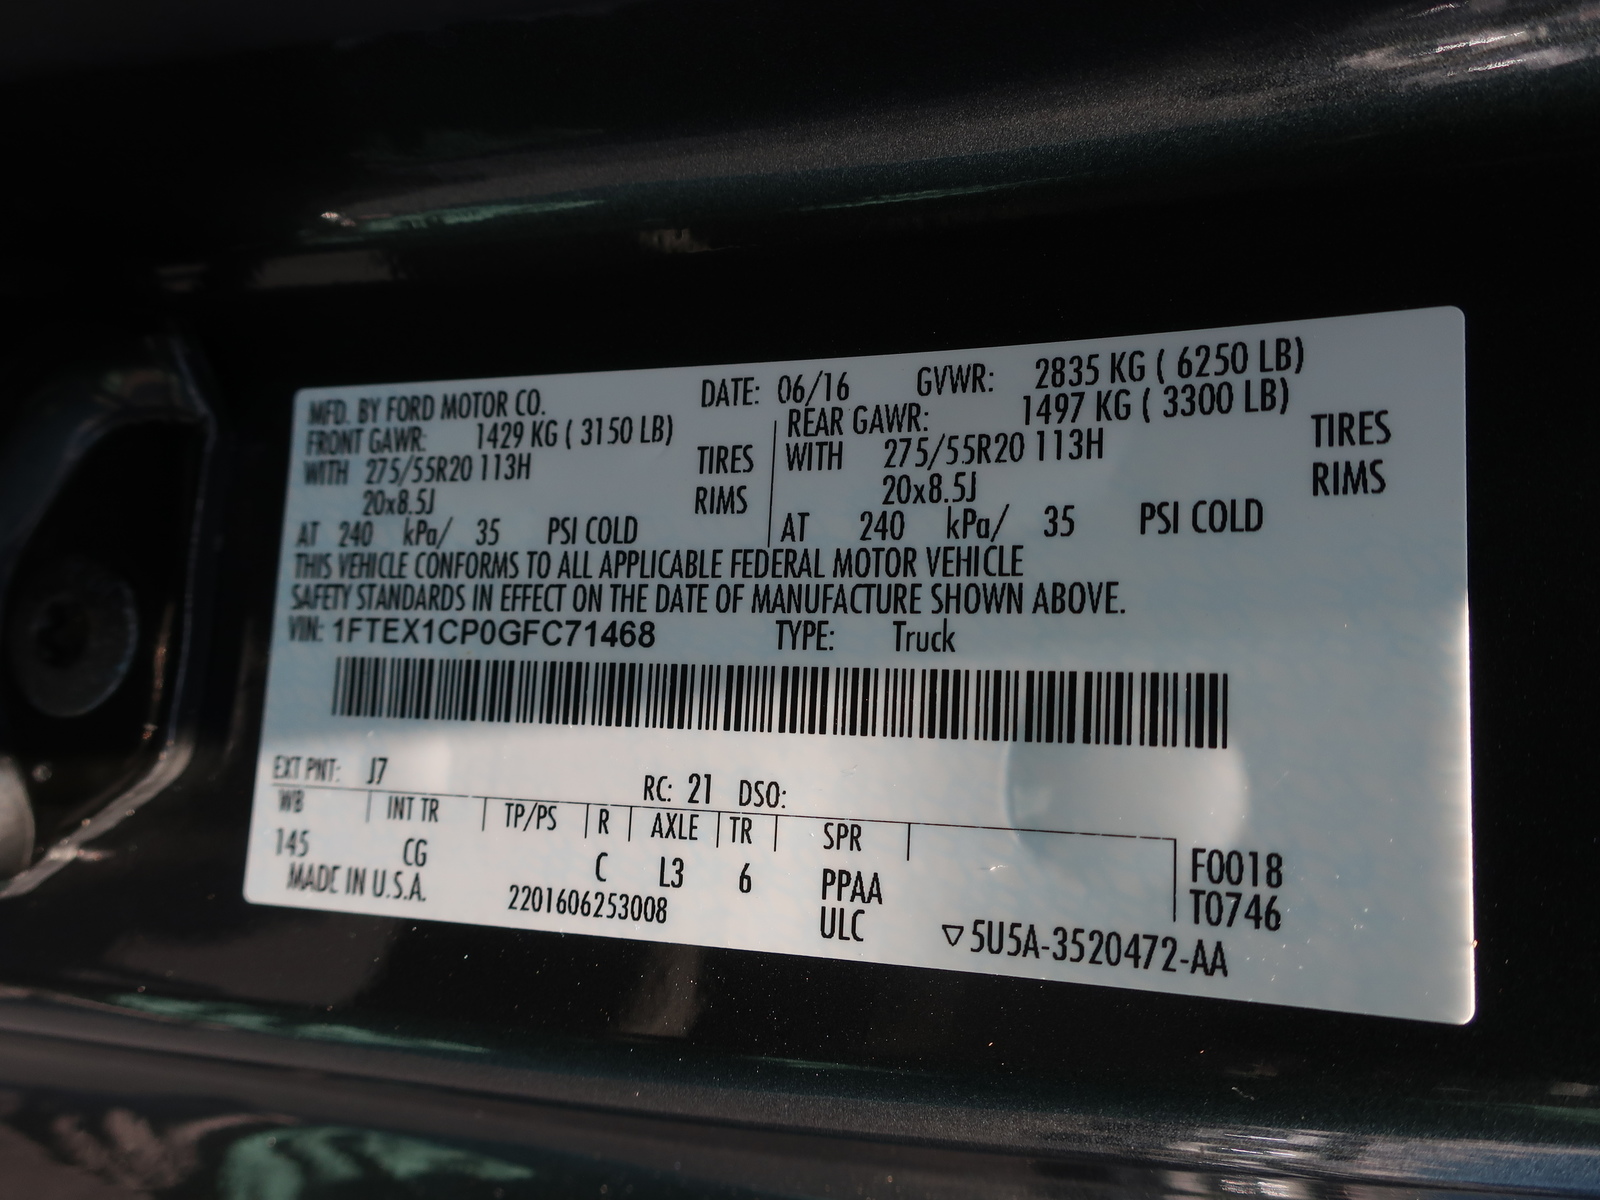 MFD. BY FORD MOTOR CO. DATE: 06/16 GVWR: 2835 KG ( 6250 LB)
FRONT GAWR: 1429 KG ( 3150 LB) REAR GAWR: 1497 KG ( 3300 LB)
WITH 275/55R20 113H TIRES WITH 275/55R20 113H TIRES
20x8.5J RIMS 20x8.5J RIMS
AT 240 kPa/ 35 PSI COLD AT 240 kPa/ 35 PSI COLD
THIS VEHICLE CONFORMS TO ALL APPLICABLE FEDERAL MOTOR VEHICLE
SAFETY STANDARDS IN EFFECT ON THE DATE OF MANUFACTURE SHOWN ABOVE.
VIN: 1FTEX1CP0GFC71468 TYPE: Truck
EXT PNT: J7 RC: 21 DSO:
WB INT TR TP/PS R AXLE TR SPR
145 CG C L3 6 PPAA F0018
MADE IN U.S.A. 2201606253008 ULC T0746
▽5U5A-3520472-AA